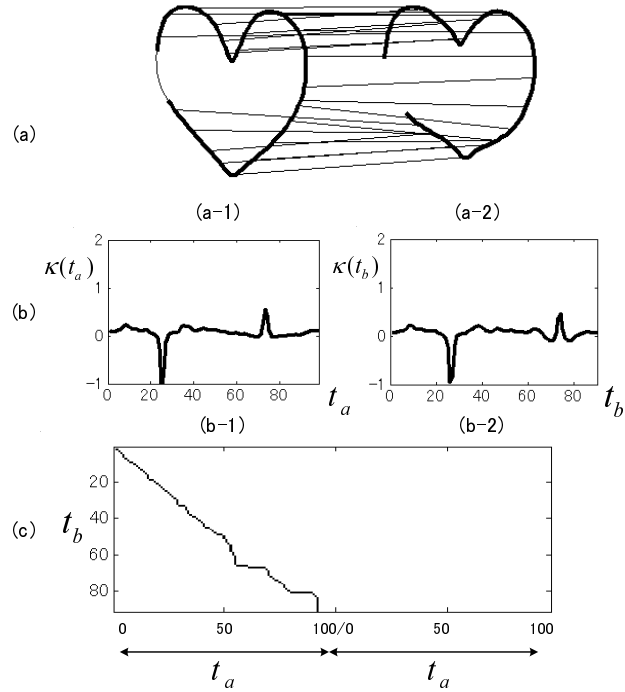 (a)
(a-1) (a-2)
(b)
κ(t_a)
2
1
0
-1
0 20 40 60 80
t_a
(b-1)
κ(t_b)
2
1
0
-1
0 20 40 60 80
t_b
(b-2)
(c)
t_b
20
40
60
80
0 50 100/0 50 100
t_a t_a